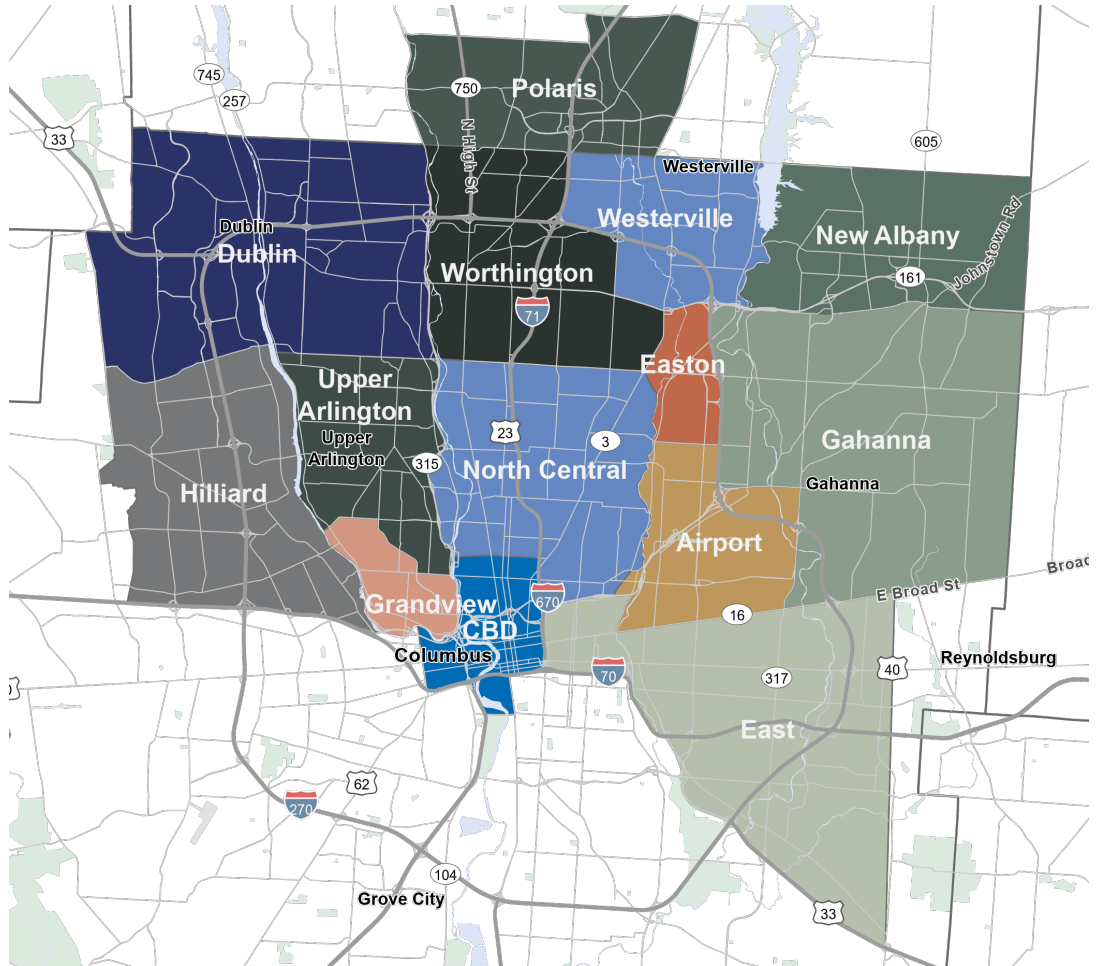 Polaris
745
750
257
33
N High St
605
Westerville
Dublin
Dublin
Westerville
New Albany
Johnstown Rd
Worthington
161
71
Easton
Upper
Arlington
Upper
Arlington
23
3
Gahanna
315
North Central
Hilliard
Gahanna
Airport
Broad
E Broad St
670
Grandview
16
CBD
Columbus
Reynoldsburg
70
317
40
East
62
270
104
Grove City
33